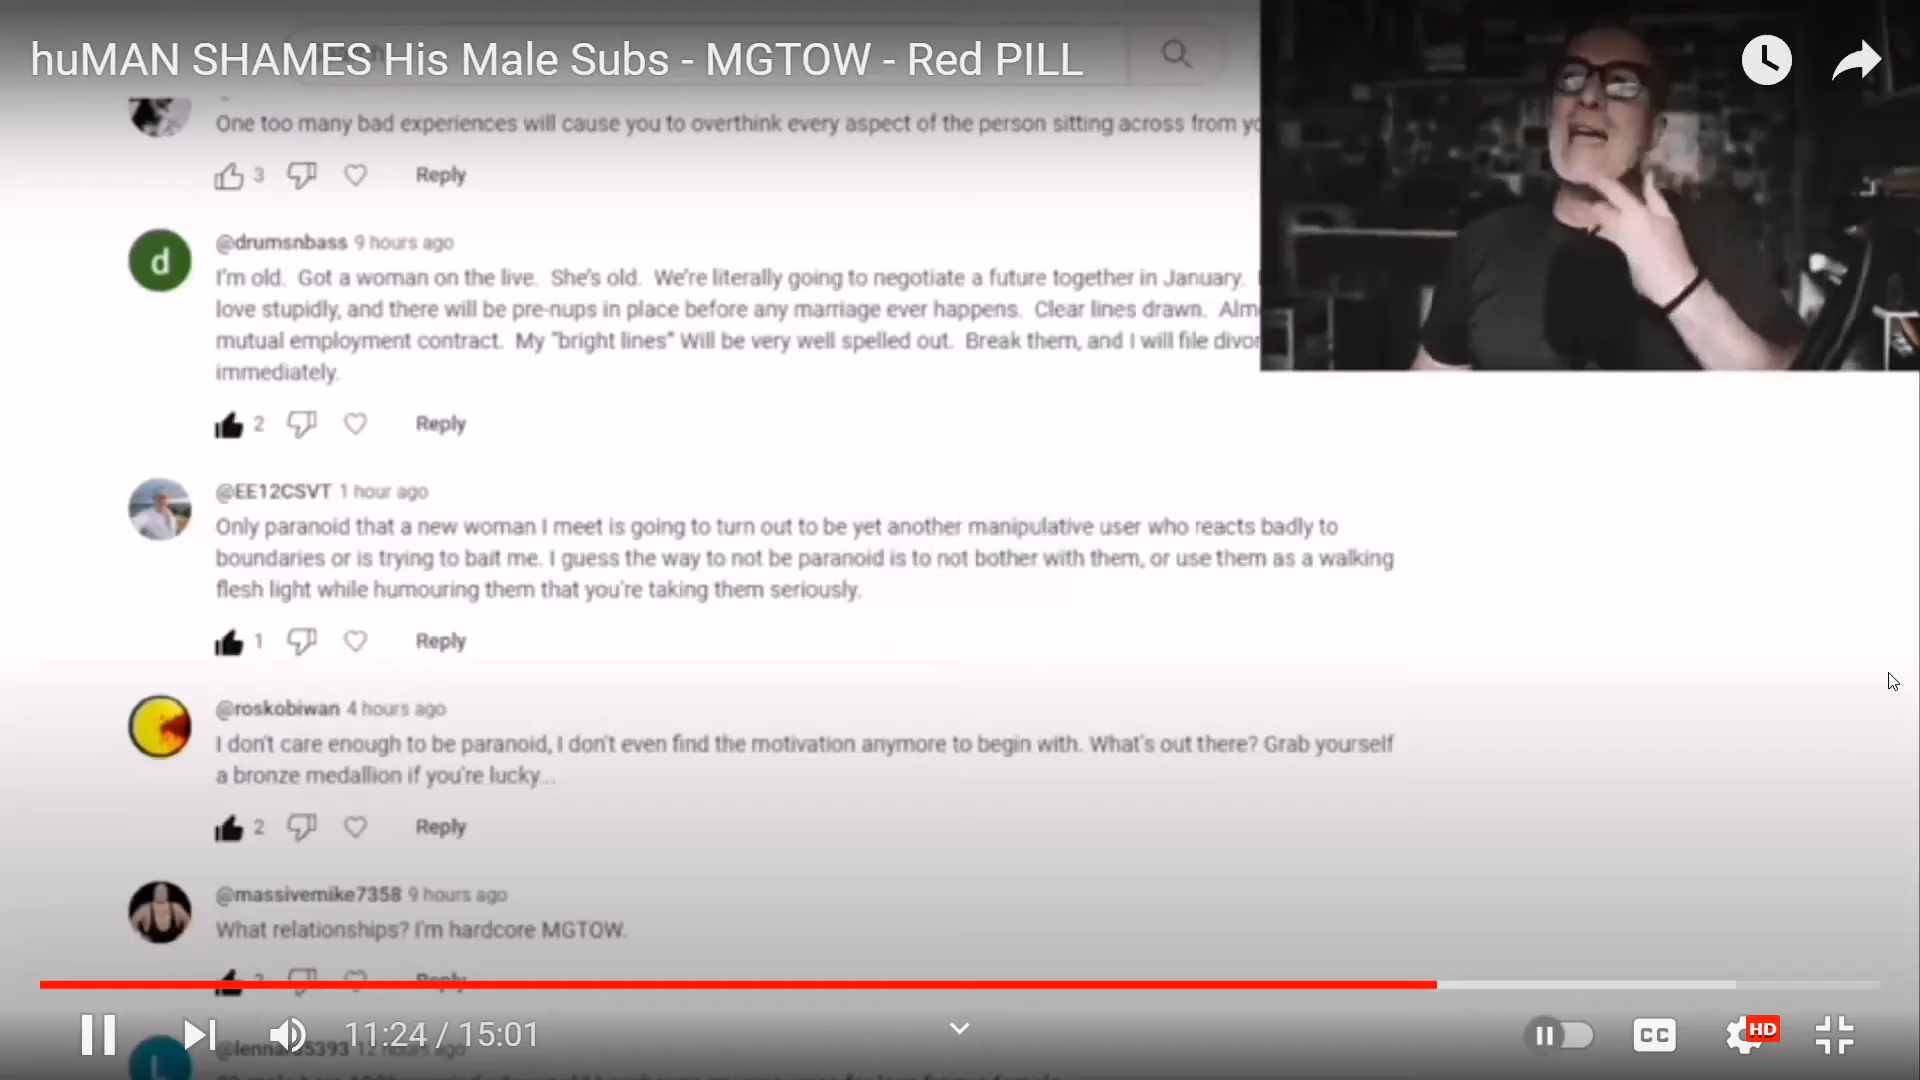 huMAN SHAMES His Male Subs - MGTOW - Red PILL
One too many bad experiences will cause you to overthink every aspect of the person sitting across from yo
3 Reply
@drumsnbass 9 hours ago
I'm old. Got a woman on the live. She's old. We're literally going to negotiate a future together in January.
love stupidly, and there will be pre-nups in place before any marriage ever happens. Clear lines drawn. Alm
mutual employment contract. My "bright lines" Will be very well spelled out. Break them, and I will file divor
immediately.
2 Reply
@EE12CSVT 1 hour ago
Only paranoid that a new woman I meet is going to turn out to be yet another manipulative user who reacts badly to
boundaries or is trying to bait me. I guess the way to not be paranoid is to not bother with them, or use them as a walking
flesh light while humouring them that you're taking them seriously.
1 Reply
@roskobiwan 4 hours ago
I don't care enough to be paranoid, I don't even find the motivation anymore to begin with. What's out there? Grab yourself
a bronze medallion if you're lucky...
2 Reply
@massivemike7358 9 hours ago
What relationships? I'm hardcore MGTOW.
Reply
12 hours ago
11:24 / 15:01
CC
HD